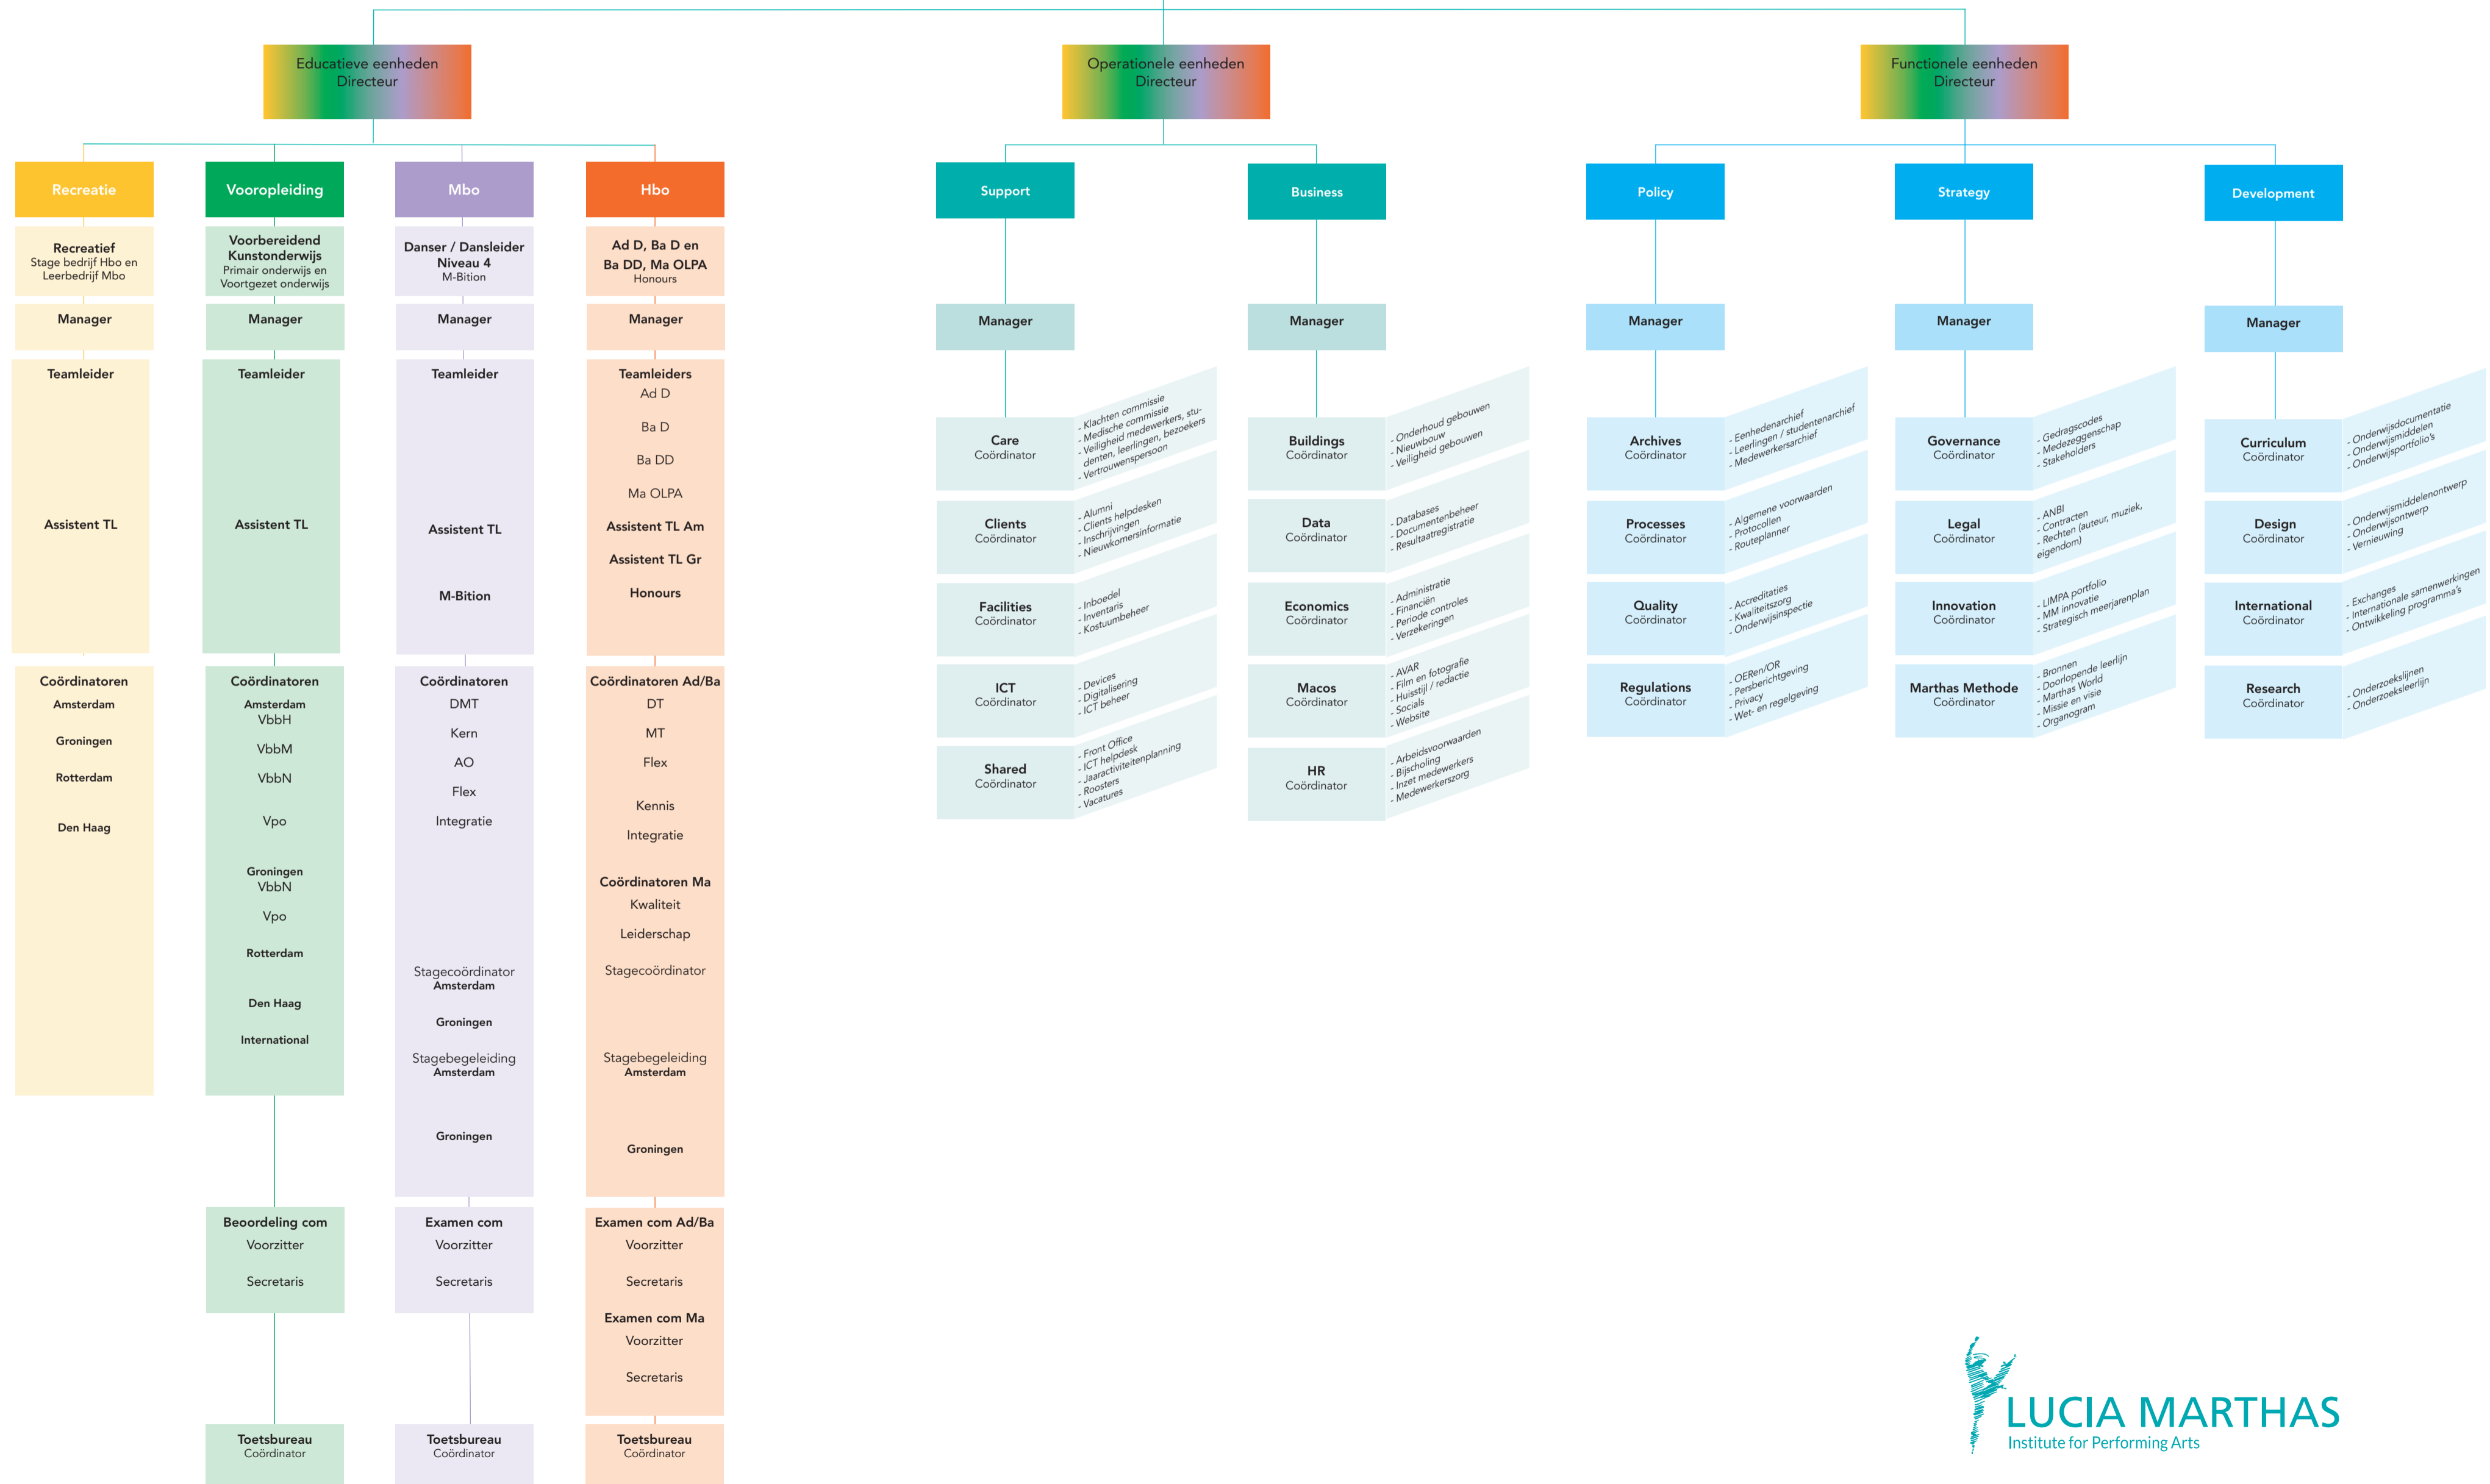 Educatieve eenheden
Directeur
Operationele eenheden
Directeur
Functionele eenheden
Directeur
Recreatie
Recreatief
Stage bedrijf Hbo en
Leerbedrijf Mbo
Manager
Teamleider
Assistent TL
Coördinatoren
Amsterdam
Groningen
Rotterdam
Den Haag
Vooropleiding
Voorbereidend
Kunstonderwijs
Primair onderwijs en
Voortgezet onderwijs
Manager
Teamleider
Assistent TL
Coördinatoren
Amsterdam
VbbH
VbbM
VbbN
Vpo
Groningen
VbbN
Vpo
Rotterdam
Den Haag
International
Beoordeling com
Voorzitter
Secretaris
Toetsbureau
Coördinator
Mbo
Danser / Dansleider
Niveau 4
M-Bition
Manager
Teamleider
Assistent TL
M-Bition
Coördinatoren
DMT
Kern
AO
Flex
Integratie
Stagecoördinator
Amsterdam
Groningen
Stagebegeleiding
Amsterdam
Groningen
Examen com
Voorzitter
Secretaris
Toetsbureau
Coördinator
Hbo
Ad D, Ba D en
Ba DD, Ma OLPA
Honours
Manager
Teamleiders
Ad D
Ba D
Ba DD
Ma OLPA
Assistent TL Am
Assistent TL Gr
Honours
Coördinatoren Ad/Ba
DT
MT
Flex
Kennis
Integratie
Coördinatoren Ma
Kwaliteit
Leiderschap
Stagecoördinator
Stagebegeleiding
Amsterdam
Groningen
Examen com Ad/Ba
Voorzitter
Secretaris
Examen com Ma
Voorzitter
Secretaris
Toetsbureau
Coördinator
Support
Manager
Care
Coördinator
- Klachten commissie
- Medische commissie
- Veiligheid medewerkers, stu-
denten, leerlingen, bezoekers
- Vertrouwenspersoon
Clients
Coördinator
- Alumni
- Clients helpdesken
- Inschrijvingen
- Nieuwkomersinformatie
Facilities
Coördinator
- Inboedel
- Inventaris
- Kostuumbeheer
ICT
Coördinator
- Devices
- Digitalisering
- ICT beheer
Shared
Coördinator
- Front Office
- ICT helpdesk
- Jaaractiviteitenplanning
- Roosters
- Vacatures
Business
Manager
Buildings
Coördinator
- Onderhoud gebouwen
- Nieuwbouw
- Veiligheid gebouwen
Data
Coördinator
- Databases
- Documentenbeheer
- Resultaatregistratie
Economics
Coördinator
- Administratie
- Financiën
- Periode controles
- Verzekeringen
Macos
Coördinator
- AVAR
- Film en fotografie
- Huisstijl / redactie
- Socials
- Website
HR
Coördinator
- Arbeidsvoorwaarden
- Bijscholing
- Inzet medewerkers
- Medewerkerszorg
Policy
Manager
Archives
Coördinator
- Eenhedenarchief
- Leerlingen / studentenarchief
- Medewerkersarchief
Processes
Coördinator
- Algemene voorwaarden
- Protocollen
- Routeplanner
Quality
Coördinator
- Accreditaties
- Kwaliteitszorg
- Onderwijsinspectie
Regulations
Coördinator
- OERen/OR
- Persberichtgeving
- Privacy
- Wet- en regelgeving
Strategy
Manager
Governance
Coördinator
- Gedragscodes
- Medezeggenschap
- Stakeholders
Legal
Coördinator
- ANBI
- Contracten
- Rechten (auteur, muziek,
eigendom)
Innovation
Coördinator
- LIMPA portfolio
- MM innovatie
- Strategisch meerjarenplan
Marthas Methode
Coördinator
- Bronnen
- Doorlopende leerlijn
- Marthas World
- Missie en visie
- Organogram
Development
Manager
Curriculum
Coördinator
- Onderwijsdocumentatie
- Onderwijsmiddelen
- Onderwijsportfolio's
Design
Coördinator
- Onderwijsmiddelenontwerp
- Onderwijsontwerp
- Vernieuwing
International
Coördinator
- Exchanges
- Internationale samenwerkingen
- Ontwikkeling programma's
Research
Coördinator
- Onderzoekslijnen
- Onderzoeksleerlijn
LUCIA MARTHAS
Institute for Performing Arts